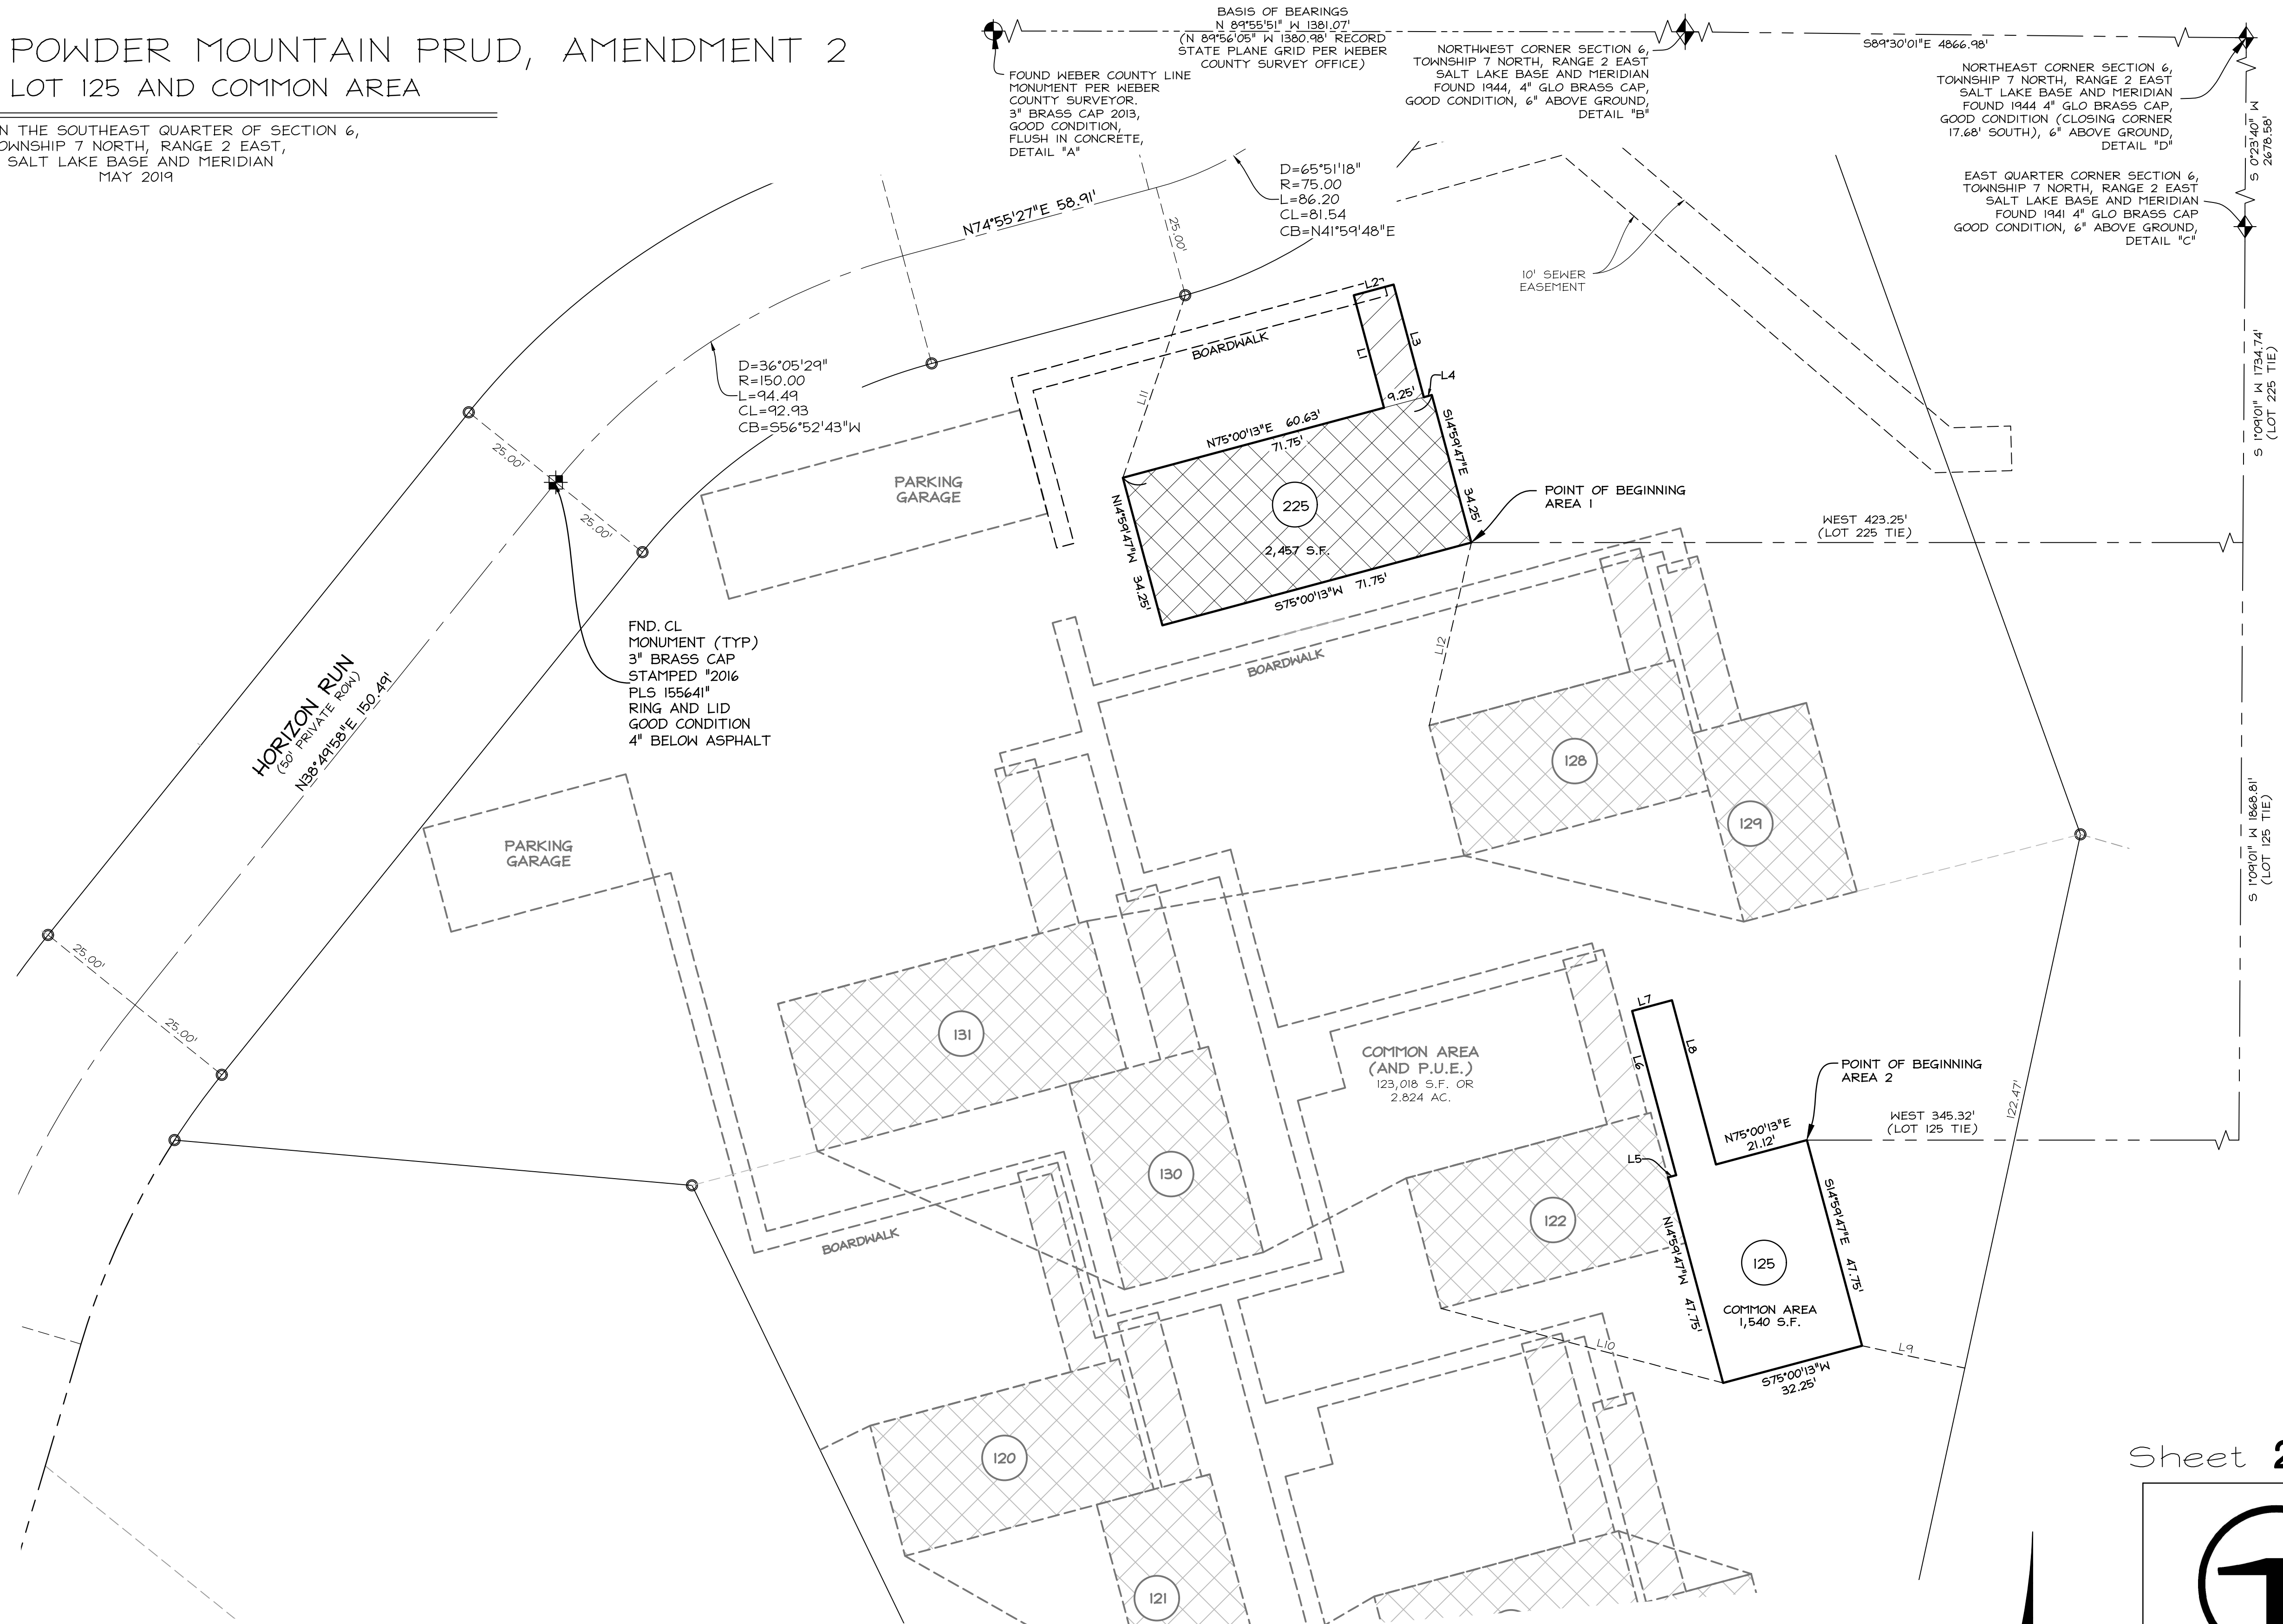 POWDER MOUNTAIN PRUD, AMENDMENT 2
LOT 125 AND COMMON AREA
N THE SOUTHEAST QUARTER OF SECTION 6,
OWNSHIP 7 NORTH, RANGE 2 EAST,
SALT LAKE BASE AND MERIDIAN
MAY 2019
BASIS OF BEARINGS
N 89°55'51" W 1381.07'
(N 89°56'05" W 1380.98' RECORD
STATE PLANE GRID PER WEBER
COUNTY SURVEY OFFICE)
FOUND WEBER COUNTY LINE
MONUMENT PER WEBER
COUNTY SURVEYOR.
3" BRASS CAP 2013,
GOOD CONDITION,
FLUSH IN CONCRETE,
DETAIL "A"
NORTHWEST CORNER SECTION 6,
TOWNSHIP 7 NORTH, RANGE 2 EAST
SALT LAKE BASE AND MERIDIAN
FOUND 1944, 4" GLO BRASS CAP,
GOOD CONDITION, 6" ABOVE GROUND,
DETAIL "B"
S89°30'01"E 4866.98'
NORTHEAST CORNER SECTION 6,
TOWNSHIP 7 NORTH, RANGE 2 EAST
SALT LAKE BASE AND MERIDIAN
FOUND 1944 4" GLO BRASS CAP,
GOOD CONDITION (CLOSING CORNER
17.68' SOUTH), 6" ABOVE GROUND,
DETAIL "D"
S 0°23'40" W
2678.58'
EAST QUARTER CORNER SECTION 6,
TOWNSHIP 7 NORTH, RANGE 2 EAST
SALT LAKE BASE AND MERIDIAN
FOUND 1941 4" GLO BRASS CAP
GOOD CONDITION, 6" ABOVE GROUND,
DETAIL "C"
D=65°51'18"
R=75.00
L=86.20
CL=81.54
CB=N41°59'48"E
N74°55'27"E 58.91'
25.00'
10' SEWER
EASEMENT
L2
BOARDWALK
L1
L3
L4
L11
9.25'
D=36°05'29"
R=150.00
L=94.49
CL=92.93
CB=S56°52'43"W
S 1°09'01" W 1734.74'
(LOT 225 TIE)
N75°00'13"E 60.63'
71.75'
S14°59'47"E 34.25'
25.00'
25.00'
PARKING
GARAGE
225
2,457 S.F.
N14°59'47"W 34.25'
S75°00'13"W 71.75'
POINT OF BEGINNING
AREA 1
WEST 423.25'
(LOT 225 TIE)
FND. CL
MONUMENT (TYP)
3" BRASS CAP
STAMPED "2016
PLS 155641"
RING AND LID
GOOD CONDITION
4" BELOW ASPHALT
HORIZON RUN
(50' PRIVATE ROW)
N38°49'58"E 150.49'
L12
BOARDWALK
128
129
S 1°09'01" W 1868.81'
(LOT 125 TIE)
PARKING
GARAGE
25.00'
25.00'
131
130
COMMON AREA
(AND P.U.E.)
123,018 S.F. OR
2.824 AC.
L7
L6
L8
POINT OF BEGINNING
AREA 2
WEST 345.32'
(LOT 125 TIE)
122.47'
N75°00'13"E
21.12'
L5
122
N14°59'47"W 47.75'
S14°59'47"E 47.75'
125
COMMON AREA
1,540 S.F.
BOARDWALK
L10
L9
S75°00'13"W
32.25'
120
121
Sheet 2